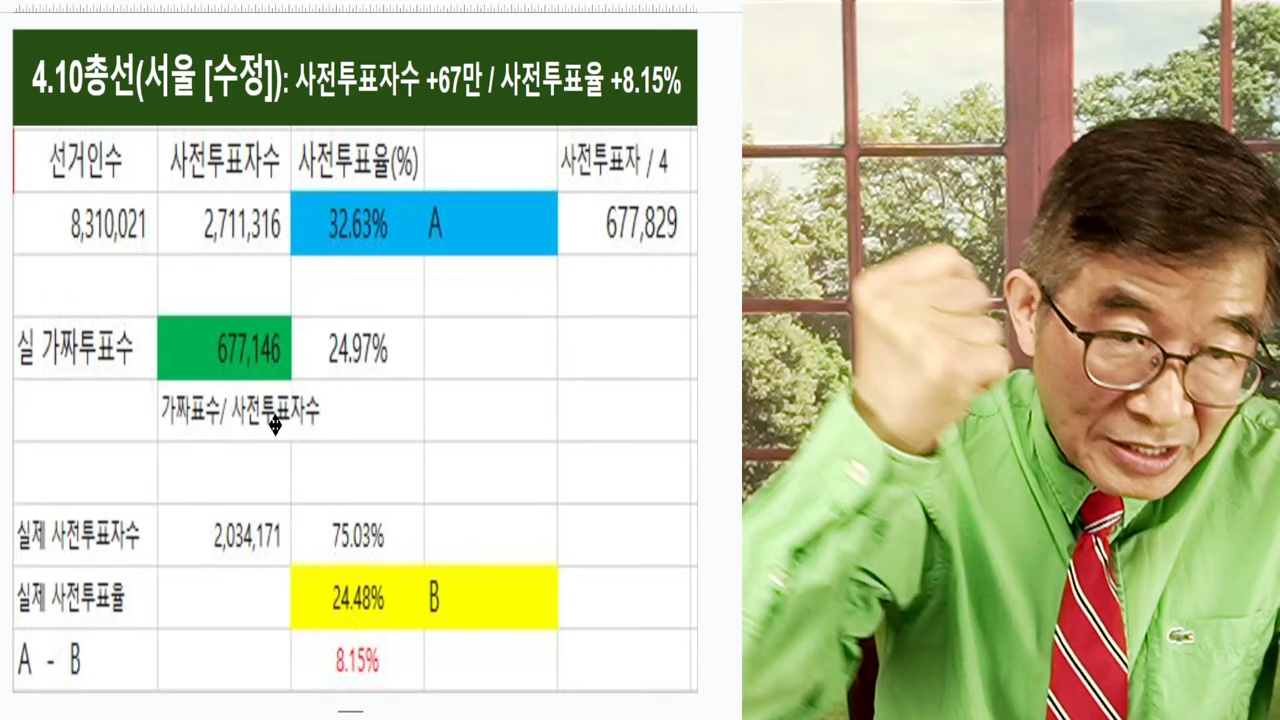 4.10총선(서울 [수정]): 사전투표자수 +67만 / 사전투표율 +8.15%
선거인수 사전투표자수 사전투표율(%) 사전투표자 / 4
8,310,021 2,711,316 32.63% A 677,829
실 가짜투표수 677,146 24.97%
가짜표수/ 사전투표자수
실제 사전투표자수 2,034,171 75.03%
실제 사전투표율 24.48% B
A - B 8.15%